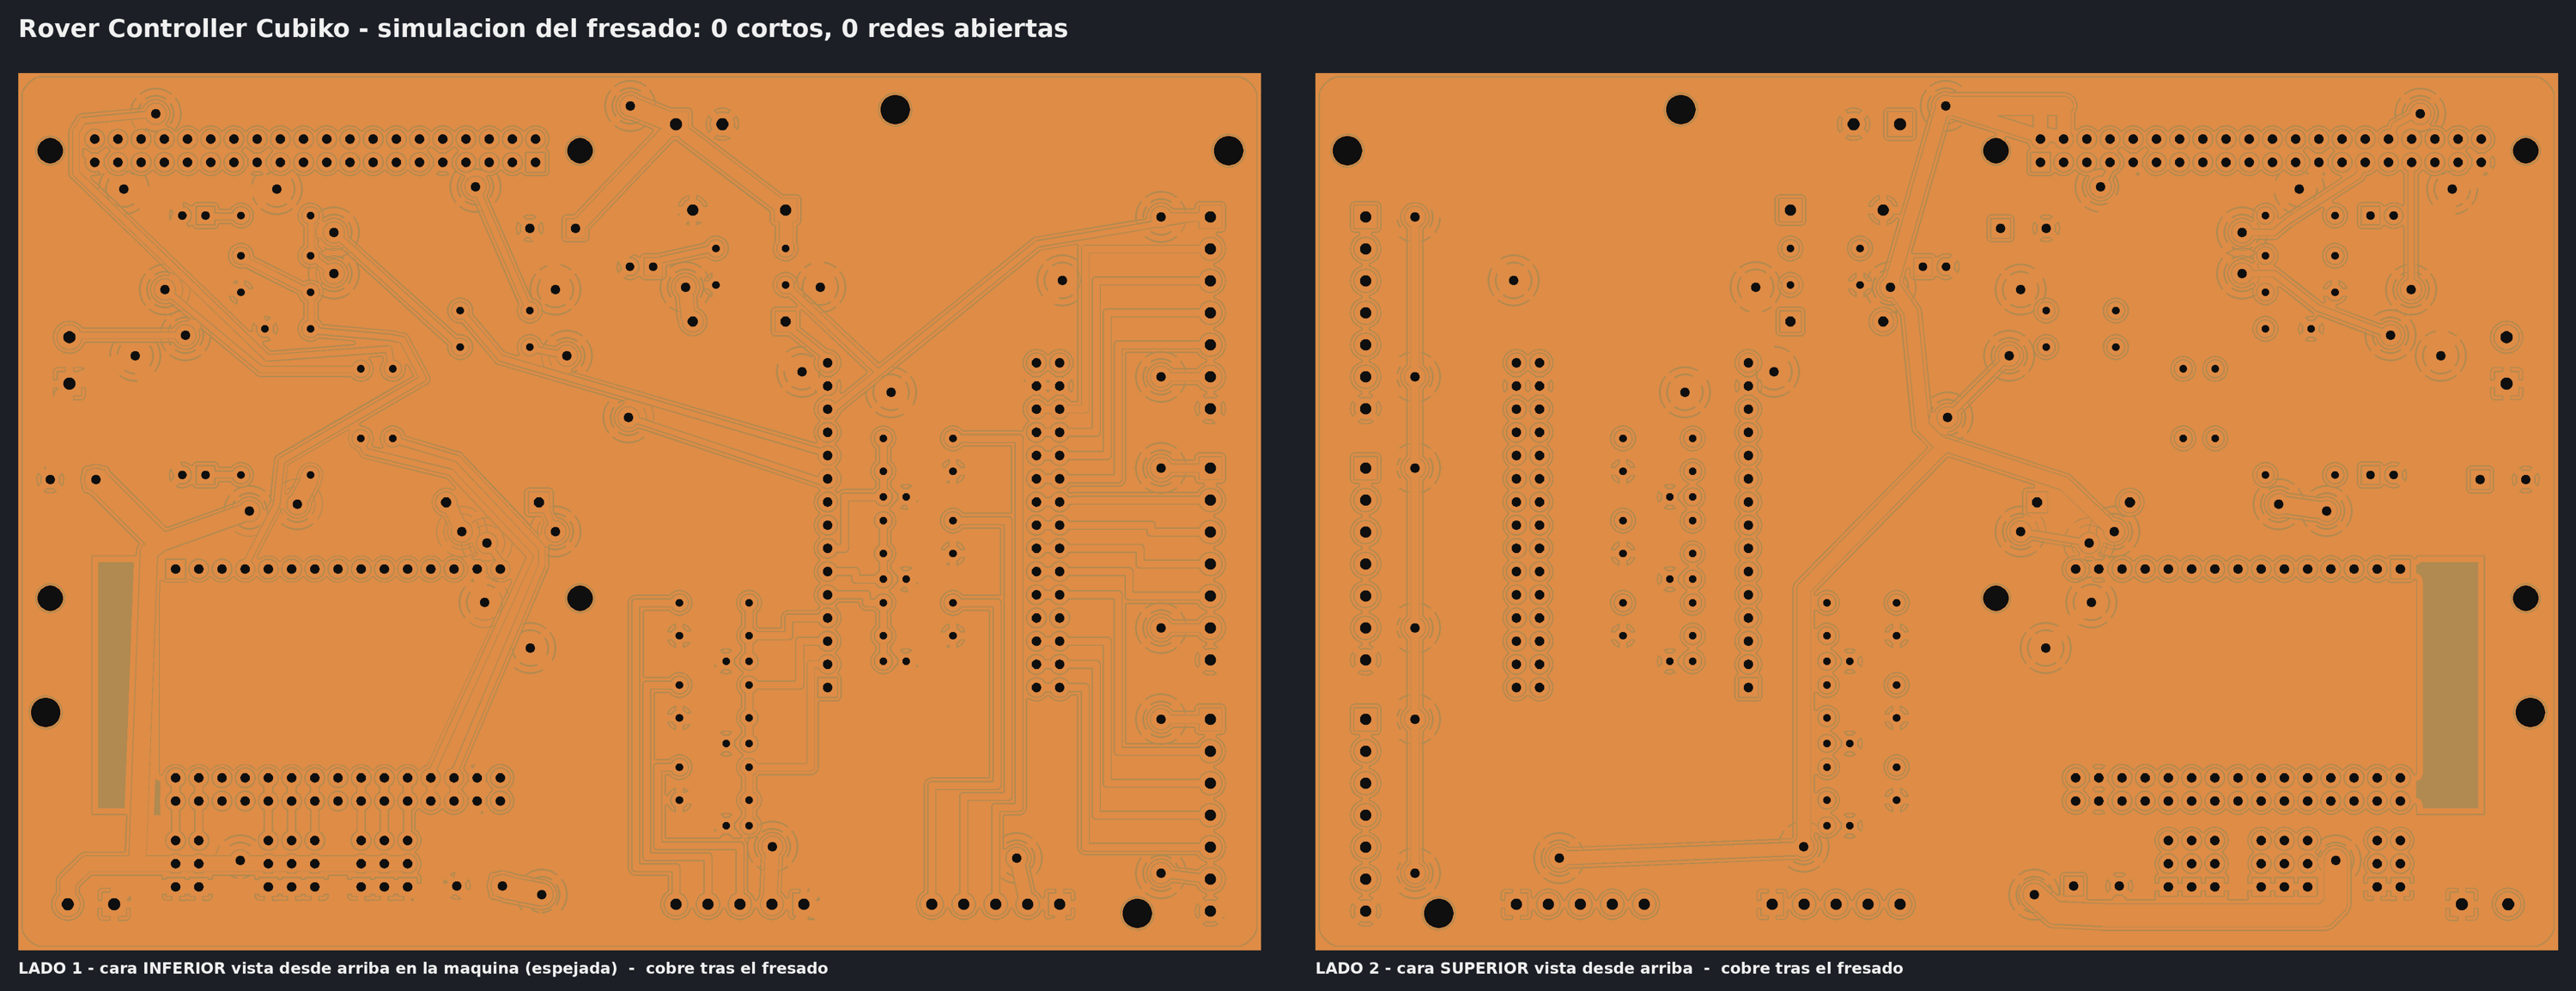 Rover Controller Cubiko - simulacion del fresado: 0 cortos, 0 redes abiertas
LADO 1 - cara INFERIOR vista desde arriba en la maquina (espejada)  -  cobre tras el fresado
LADO 2 - cara SUPERIOR vista desde arriba  -  cobre tras el fresado